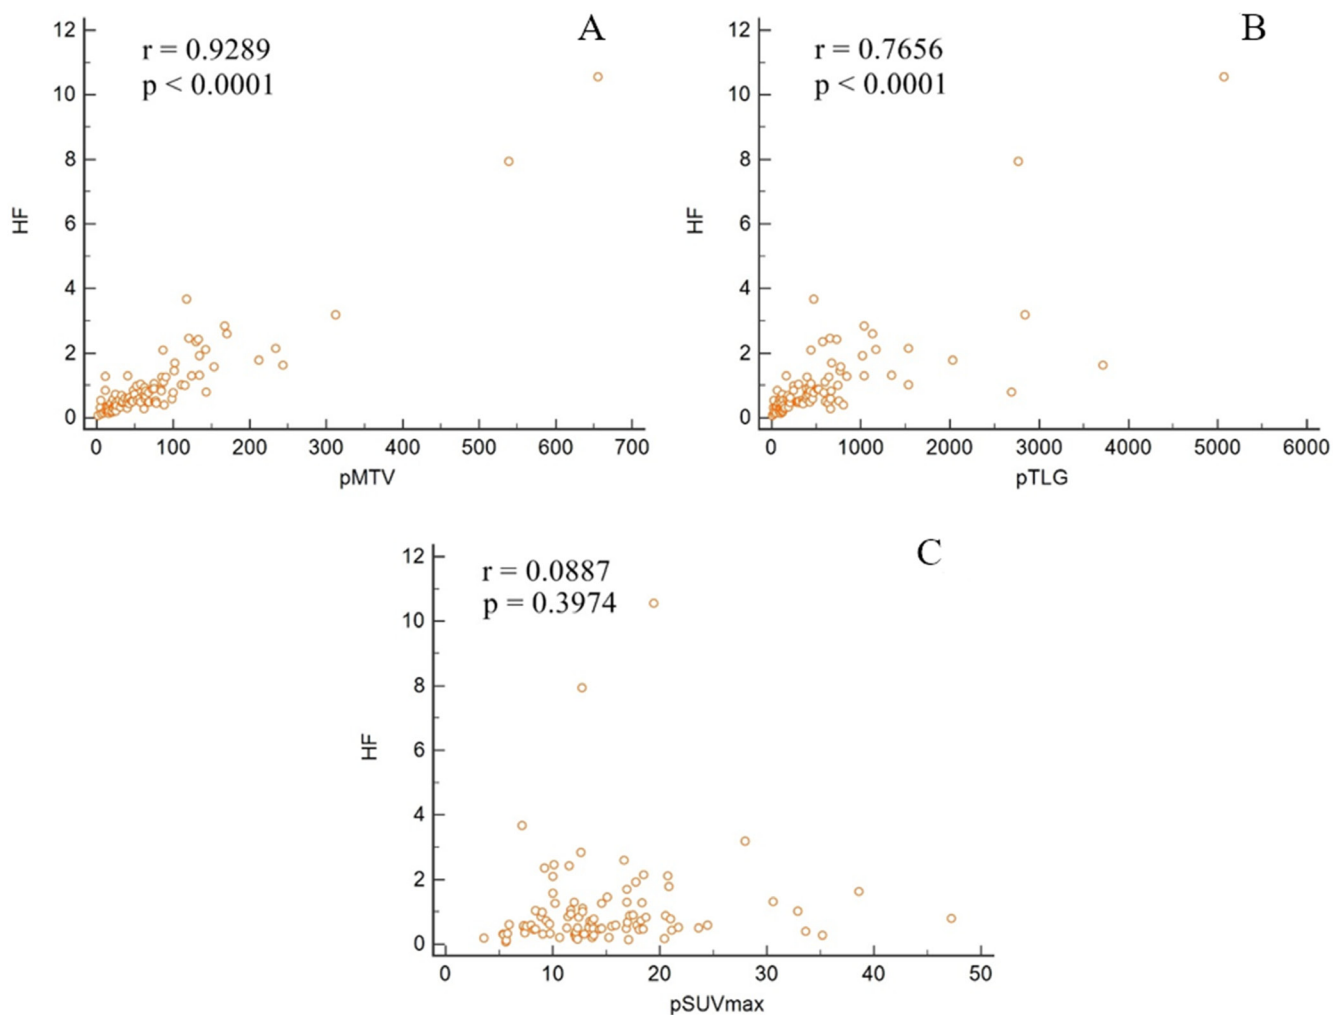 A
r = 0.9289
p < 0.0001
12
10
8
6
4
2
0
HF
0 100 200 300 400 500 600 700
pMTV
B
r = 0.7656
p < 0.0001
12
10
8
6
4
2
0
HF
0 1000 2000 3000 4000 5000 6000
pTLG
C
r = 0.0887
p = 0.3974
12
10
8
6
4
2
0
HF
0 10 20 30 40 50
pSUVmax